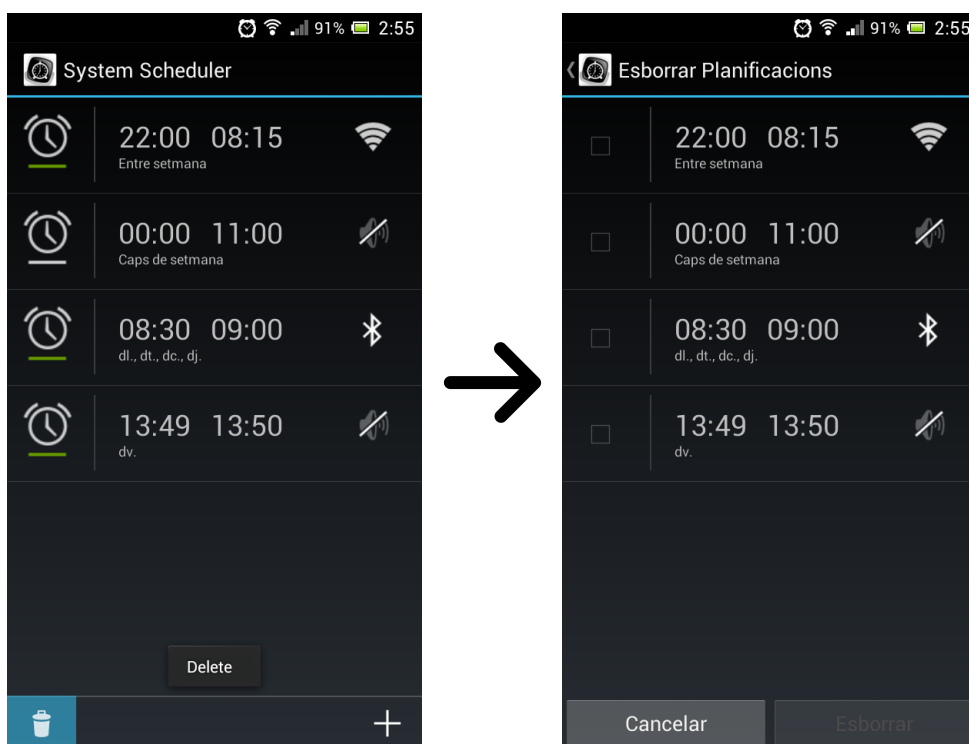 91% 2:55
System Scheduler
22:00 08:15
Entre setmana
00:00 11:00
Caps de setmana
08:30 09:00
dl., dt., dc., dj.
13:49 13:50
dv.
Delete
91% 2:55
Esborrar Planificacions
22:00 08:15
Entre setmana
00:00 11:00
Caps de setmana
08:30 09:00
dl., dt., dc., dj.
13:49 13:50
dv.
Cancelar Esborrar